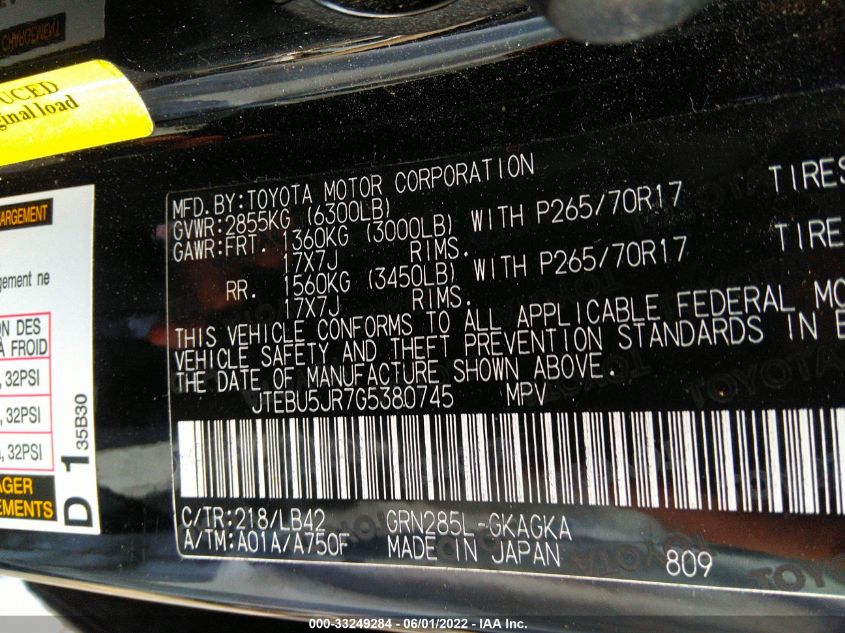 UCED
ginal load
ARGEMENT
gement ne
ON DES
A FROID
, 32PSI
, 32PSI
, 32PSI
AGER
EMENTS
D 1 35B30
MFD.BY:TOYOTA MOTOR CORPORATION
GVWR:2855KG (6300LB)
GAWR:FRT. 1360KG (3000LB) WITH P265/70R17 TIRES
17X7J RIMS.
RR. 1560KG (3450LB) WITH P265/70R17 TIRE
17X7J RIMS.
THIS VEHICLE CONFORMS TO ALL APPLICABLE FEDERAL MO
VEHICLE SAFETY AND THEFT PREVENTION STANDARDS IN E
THE DATE OF MANUFACTURE SHOWN ABOVE.
JTEBU5JR7G5380745 MPV
C/TR:218/LB42 GRN285L-GKAGKA
A/TM:A01A/A750F MADE IN JAPAN 809
000-33249284 - 06/01/2022 - IAA Inc.